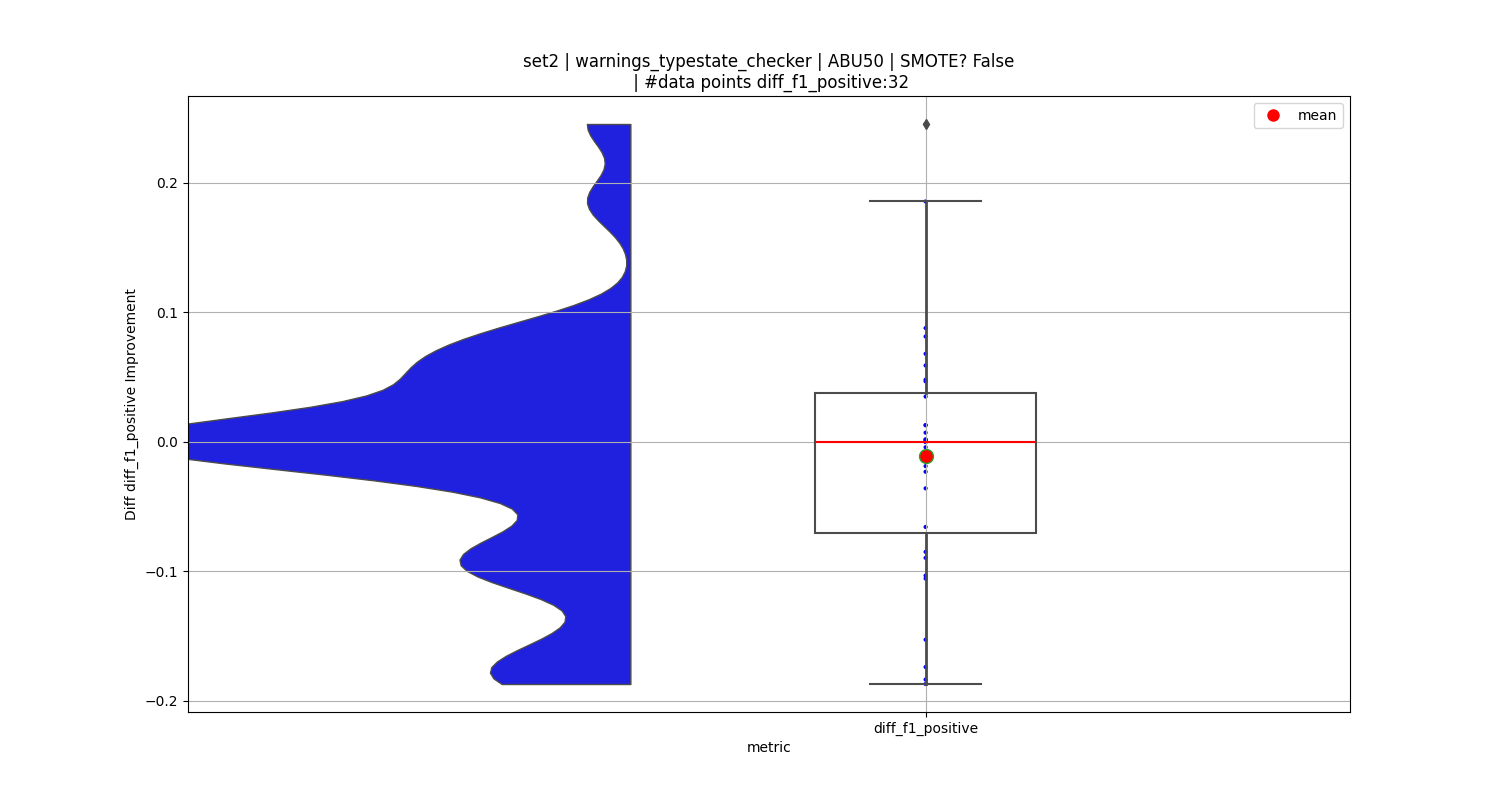 set2 | warnings_typestate_checker | ABU50 | SMOTE? False
| #data points diff_f1_positive:32
mean
Diff diff_f1_positive Improvement
0.2
0.1
0.0
−0.1
−0.2
diff_f1_positive
metric